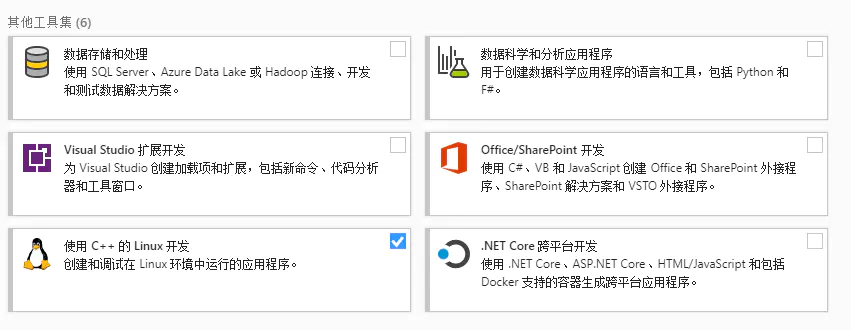 其他工具集 (6)
数据存储和处理
使用 SQL Server、Azure Data Lake 或 Hadoop 连接、开发
和测试数据解决方案。
数据科学和分析应用程序
用于创建数据科学应用程序的语言和工具，包括 Python 和
F#。
Visual Studio 扩展开发
为 Visual Studio 创建加载项和扩展，包括新命令、代码分析
器和工具窗口。
Office/SharePoint 开发
使用 C#、VB 和 JavaScript 创建 Office 和 SharePoint 外接程
序、SharePoint 解决方案和 VSTO 外接程序。
使用 C++ 的 Linux 开发
创建和调试在 Linux 环境中运行的应用程序。
.NET Core 跨平台开发
使用 .NET Core、ASP.NET Core、HTML/JavaScript 和包括
Docker 支持的容器生成跨平台应用程序。